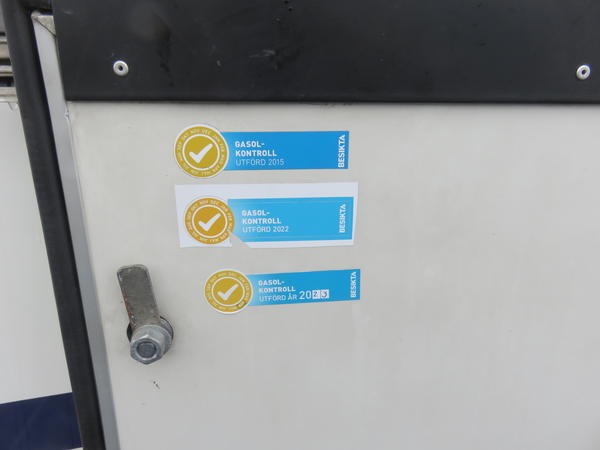 GASOL-
KONTROLL
UTFÖRD 2015
BESIKTA
GASOL-
KONTROLL
UTFÖRD 2022
BESIKTA
GASOL-
KONTROLL
UTFÖRD ÅR 2023
BESIKTA